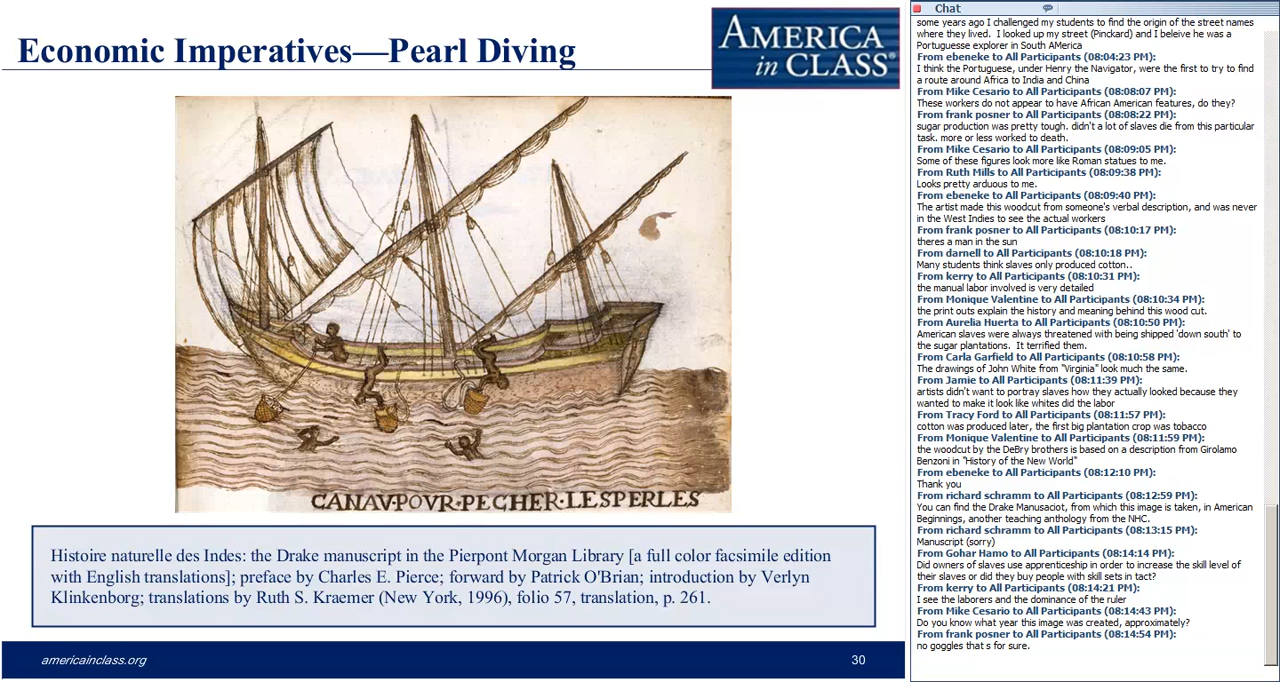 Economic Imperatives—Pearl Diving
AMERICA
in CLASS®
CANAV·POVR·PECHER·LESPERLES
Histoire naturelle des Indes: the Drake manuscript in the Pierpont Morgan Library [a full color facsimile edition
with English translations]; preface by Charles E. Pierce; forward by Patrick O'Brian; introduction by Verlyn
Klinkenborg; translations by Ruth S. Kraemer (New York, 1996), folio 57, translation, p. 261.
americainclass.org
30
Chat
some years ago I challenged my students to find the origin of the street names
where they lived.  I looked up my street (Pinckard) and I beleive he was a
Portuguesse explorer in South AMerica
From ebeneke to All Participants (08:04:23 PM):
I think the Portuguese, under Henry the Navigator, were the first to try to find
a route around Africa to India and China
From Mike Cesario to All Participants (08:08:07 PM):
These workers do not appear to have African American features, do they?
From frank posner to All Participants (08:08:22 PM):
sugar production was pretty tough. didn't a lot of slaves die from this particular
task. more or less worked to death.
From Mike Cesario to All Participants (08:09:05 PM):
Some of these figures look more like Roman statues to me.
From Ruth Mills to All Participants (08:09:38 PM):
Looks pretty arduous to me.
From ebeneke to All Participants (08:09:40 PM):
The artist made this woodcut from someone's verbal description, and was never
in the West Indies to see the actual workers
From frank posner to All Participants (08:10:17 PM):
theres a man in the sun
From darnell to All Participants (08:10:18 PM):
Many students think slaves only produced cotton..
From kerry to All Participants (08:10:31 PM):
the manual labor involved is very detailed
From Monique Valentine to All Participants (08:10:34 PM):
the print outs explain the history and meaning behind this wood cut.
From Aurelia Huerta to All Participants (08:10:50 PM):
American slaves were always threatened with being shipped 'down south' to
the sugar plantations.  It terrified them.
From Carla Garfield to All Participants (08:10:58 PM):
The drawings of John White from "Virginia" look much the same.
From Jamie to All Participants (08:11:39 PM):
artists didn't want to portray slaves how they actually looked because they
wanted to make it look like whites did the labor
From Tracy Ford to All Participants (08:11:57 PM):
cotton was produced later, the first big plantation crop was tobacco
From Monique Valentine to All Participants (08:11:59 PM):
the woodcut by the DeBry brothers is based on a description from Girolamo
Benzoni in "History of the New World"
From ebeneke to All Participants (08:12:10 PM):
Thank you
From richard schramm to All Participants (08:12:59 PM):
You can find the Drake Manusaciot, from which this image is taken, in American
Beginnings, another teaching anthology from the NHC.
From richard schramm to All Participants (08:13:15 PM):
Manuscript (sorry)
From Gohar Hamo to All Participants (08:14:14 PM):
Did owners of slaves use apprenticeship in order to increase the skill level of
their slaves or did they buy people with skill sets in tact?
From kerry to All Participants (08:14:21 PM):
I see the laborers and the dominance of the ruler
From Mike Cesario to All Participants (08:14:43 PM):
Do you know what year this image was created, approximately?
From frank posner to All Participants (08:14:54 PM):
no goggles that s for sure.